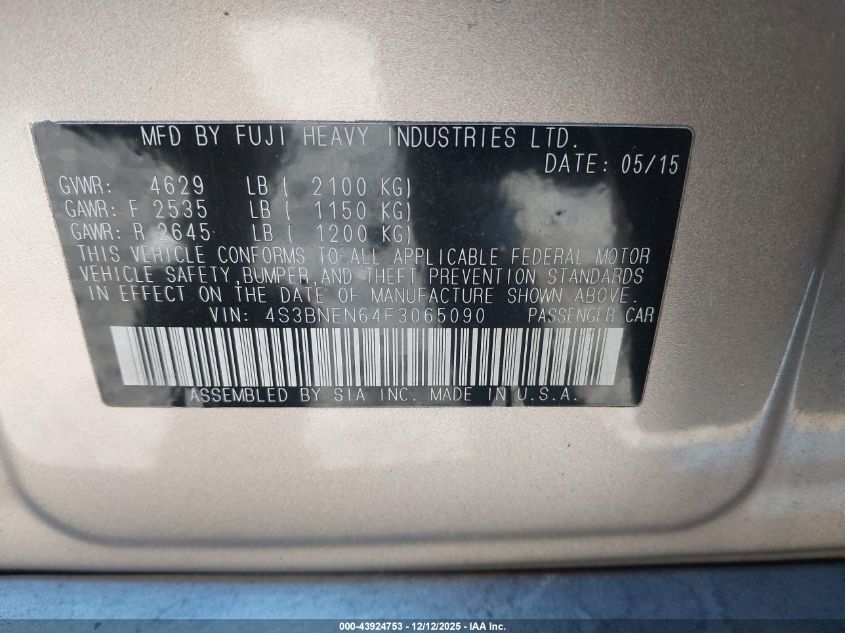 MFD BY FUJI HEAVY INDUSTRIES LTD.
DATE: 05/15
GVWR: 4629 LB ( 2100 KG)
GAWR: F 2535 LB ( 1150 KG)
GAWR: R 2645 LB ( 1200 KG)
THIS VEHICLE CONFORMS TO ALL APPLICABLE FEDERAL MOTOR
VEHICLE SAFETY,BUMPER,AND THEFT PREVENTION STANDARDS
IN EFFECT ON THE DATE OF MANUFACTURE SHOWN ABOVE.
VIN: 4S3BNEN64F3065090 PASSENGER CAR
ASSEMBLED BY SIA INC. MADE IN U.S.A.
000-43924753 - 12/12/2025 - IAA Inc.